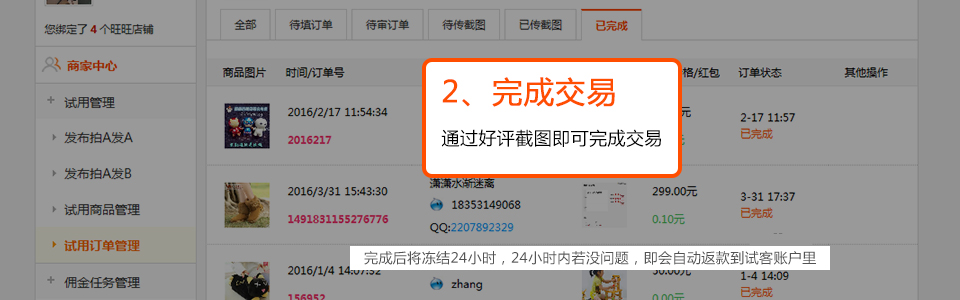 您绑定了 4 个旺旺店铺
全部 待填订单 待审订单 待传截图 已传截图 已完成
商家中心
商品图片 时间/订单号 格/红包 订单状态 其他操作
2、完成交易
通过好评截图即可完成交易
+ 试用管理
2016/2/17 11:54:34 元 2-17 11:57
发布拍A发A
2016217 元 已完成
发布拍A发B
潇潇水渐迷离
2016/3/31 15:43:30 299.00元 3-31 17:37
试用商品管理
18353149068
1491831155276776 0.10元 已完成
QQ:2207892329
试用订单管理
完成后将冻结24小时，24小时内若没问题，即会自动返款到试客账户里
2016/1/4 14:07:52 1-4 14:09
+ 佣金任务管理
zhang
156952 0.00元 已完成